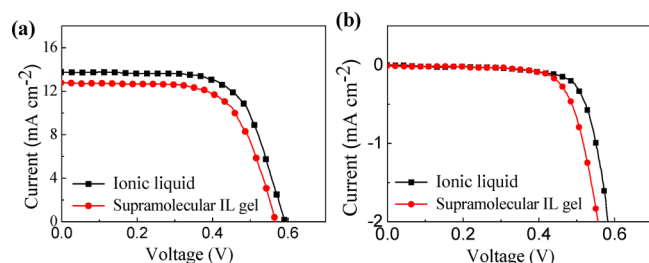 (a)
16
12
8
4
0
Current (mA cm-2)
Ionic liquid
Supramolecular IL gel
0.0 0.2 0.4 0.6
Voltage (V)
(b)
0
-1
-2
Current (mA cm-2)
Ionic liquid
Supramolecular IL gel
0.0 0.2 0.4 0.6
Voltage (V)